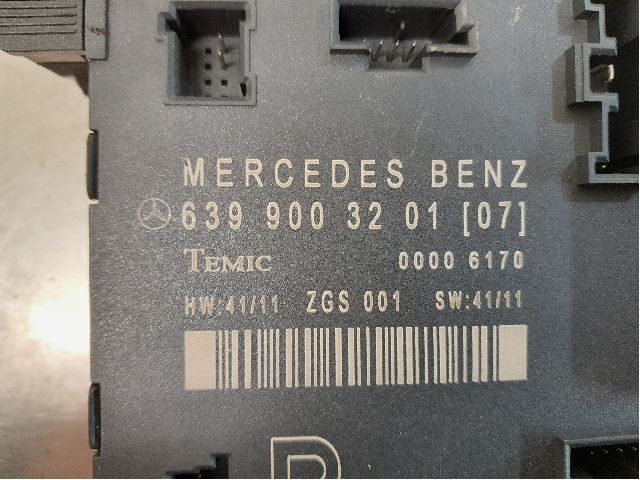 MERCEDES BENZ
639 900 32 01 [07]
TEMIC 0000 6170
HW:41/11 ZGS 001 SW:41/11
R